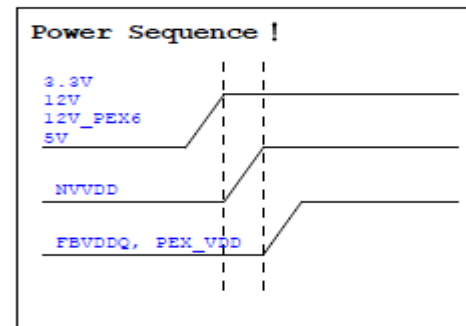 Power Sequence !
3.3V
12V
12V_PEX6
5V
NVVDD
FBVDDQ, PEX_VDD